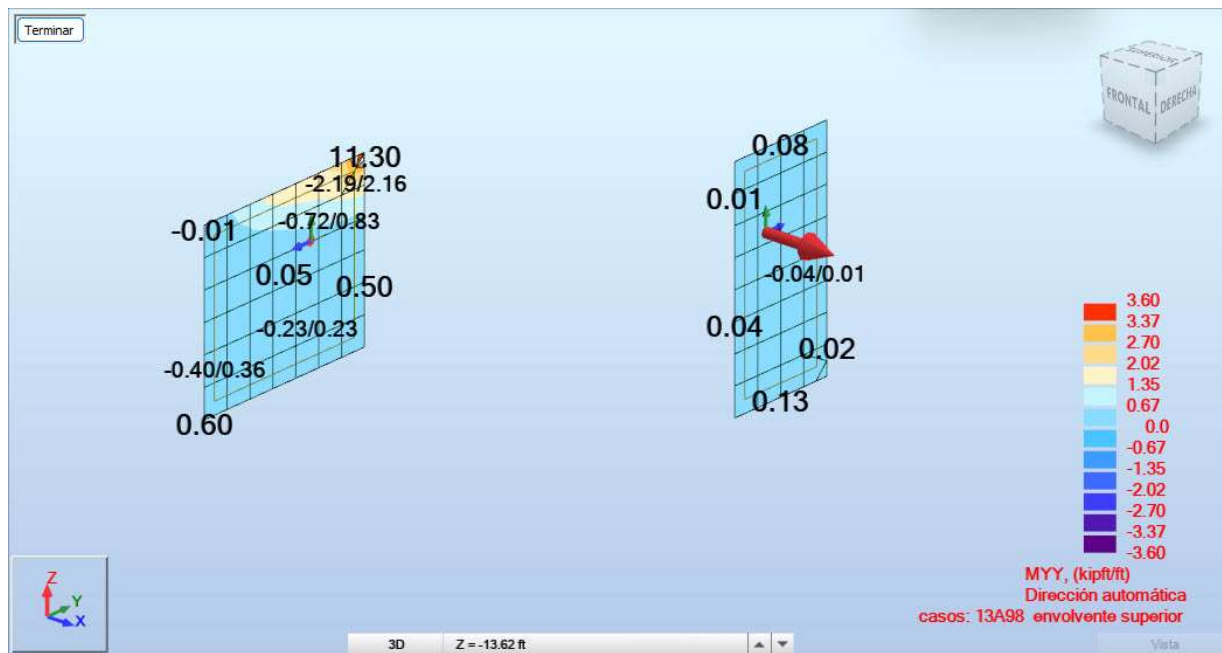 Terminar
SUPERIOR
FRONTAL
DERECHA
11.30
-2.19/2.16
-0.01
-0.72/0.83
0.05
0.50
-0.23/0.23
-0.40/0.36
0.60
0.08
0.01
-0.04/0.01
0.04
0.02
0.13
3.60
3.37
2.70
2.02
1.35
0.67
0.0
-0.67
-1.35
-2.02
-2.70
-3.37
-3.60
MYY, (kipft/ft)
Dirección automática
casos: 13A98 envolvente superior
Z
Y
X
3D Z = -13.62 ft
Vista